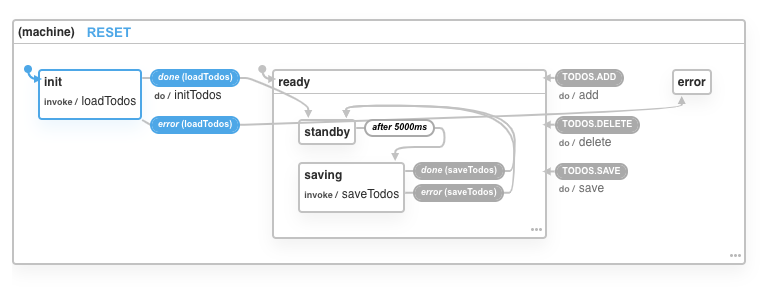 (machine) RESET
init
invoke / loadTodos
done (loadTodos)
do / initTodos
error (loadTodos)
ready
standby
after 5000ms
saving
invoke / saveTodos
done (saveTodos)
error (saveTodos)
TODOS.ADD
do / add
TODOS.DELETE
do / delete
TODOS.SAVE
do / save
error